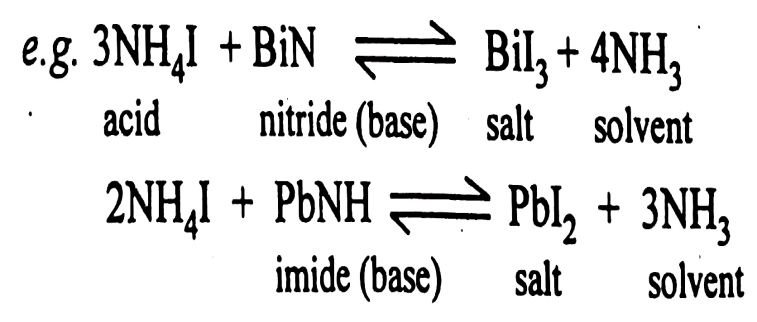 e.g. 3NH₄I + BiN ⇌ BiI₃ + 4NH₃
acid nitride (base) salt solvent
2NH₄I + PbNH ⇌ PbI₂ + 3NH₃
imide (base) salt solvent